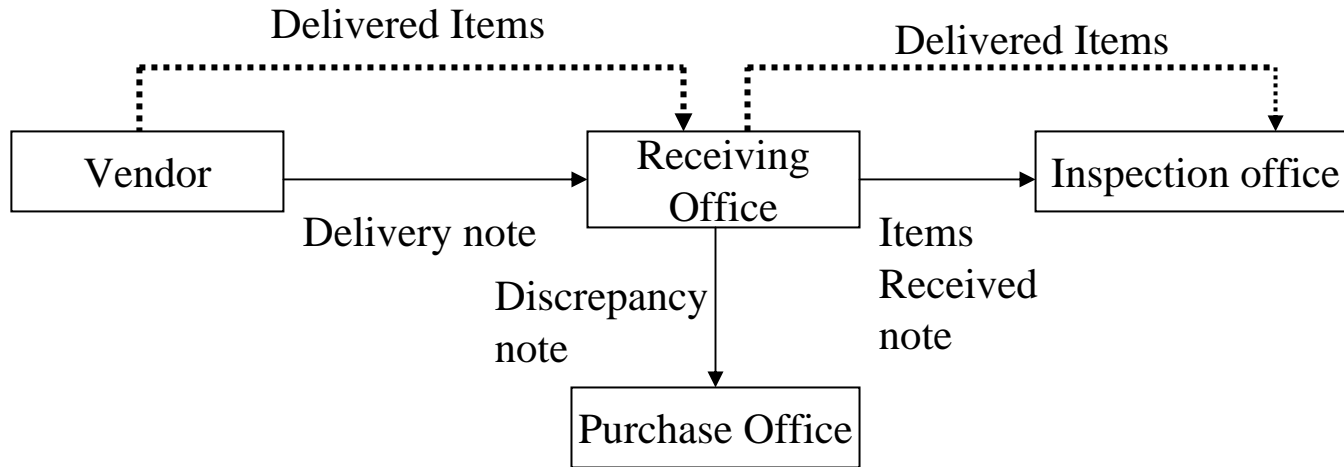 Delivered Items
Delivered Items
Vendor
Receiving
Office
Inspection office
Delivery note
Items
Received
note
Discrepancy
note
Purchase Office